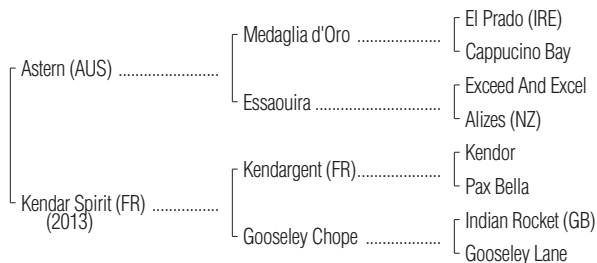 El Prado (IRE)
Medaglia d'Oro ....................
Cappucino Bay
Astern (AUS) ........................
Exceed And Excel
Essaouira ..............................
Alizes (NZ)
Kendor
Kendargent (FR)....................
Pax Bella
Kendar Spirit (FR) ................
(2013)
Indian Rocket (GB)
Gooseley Chope ..................
Gooseley Lane